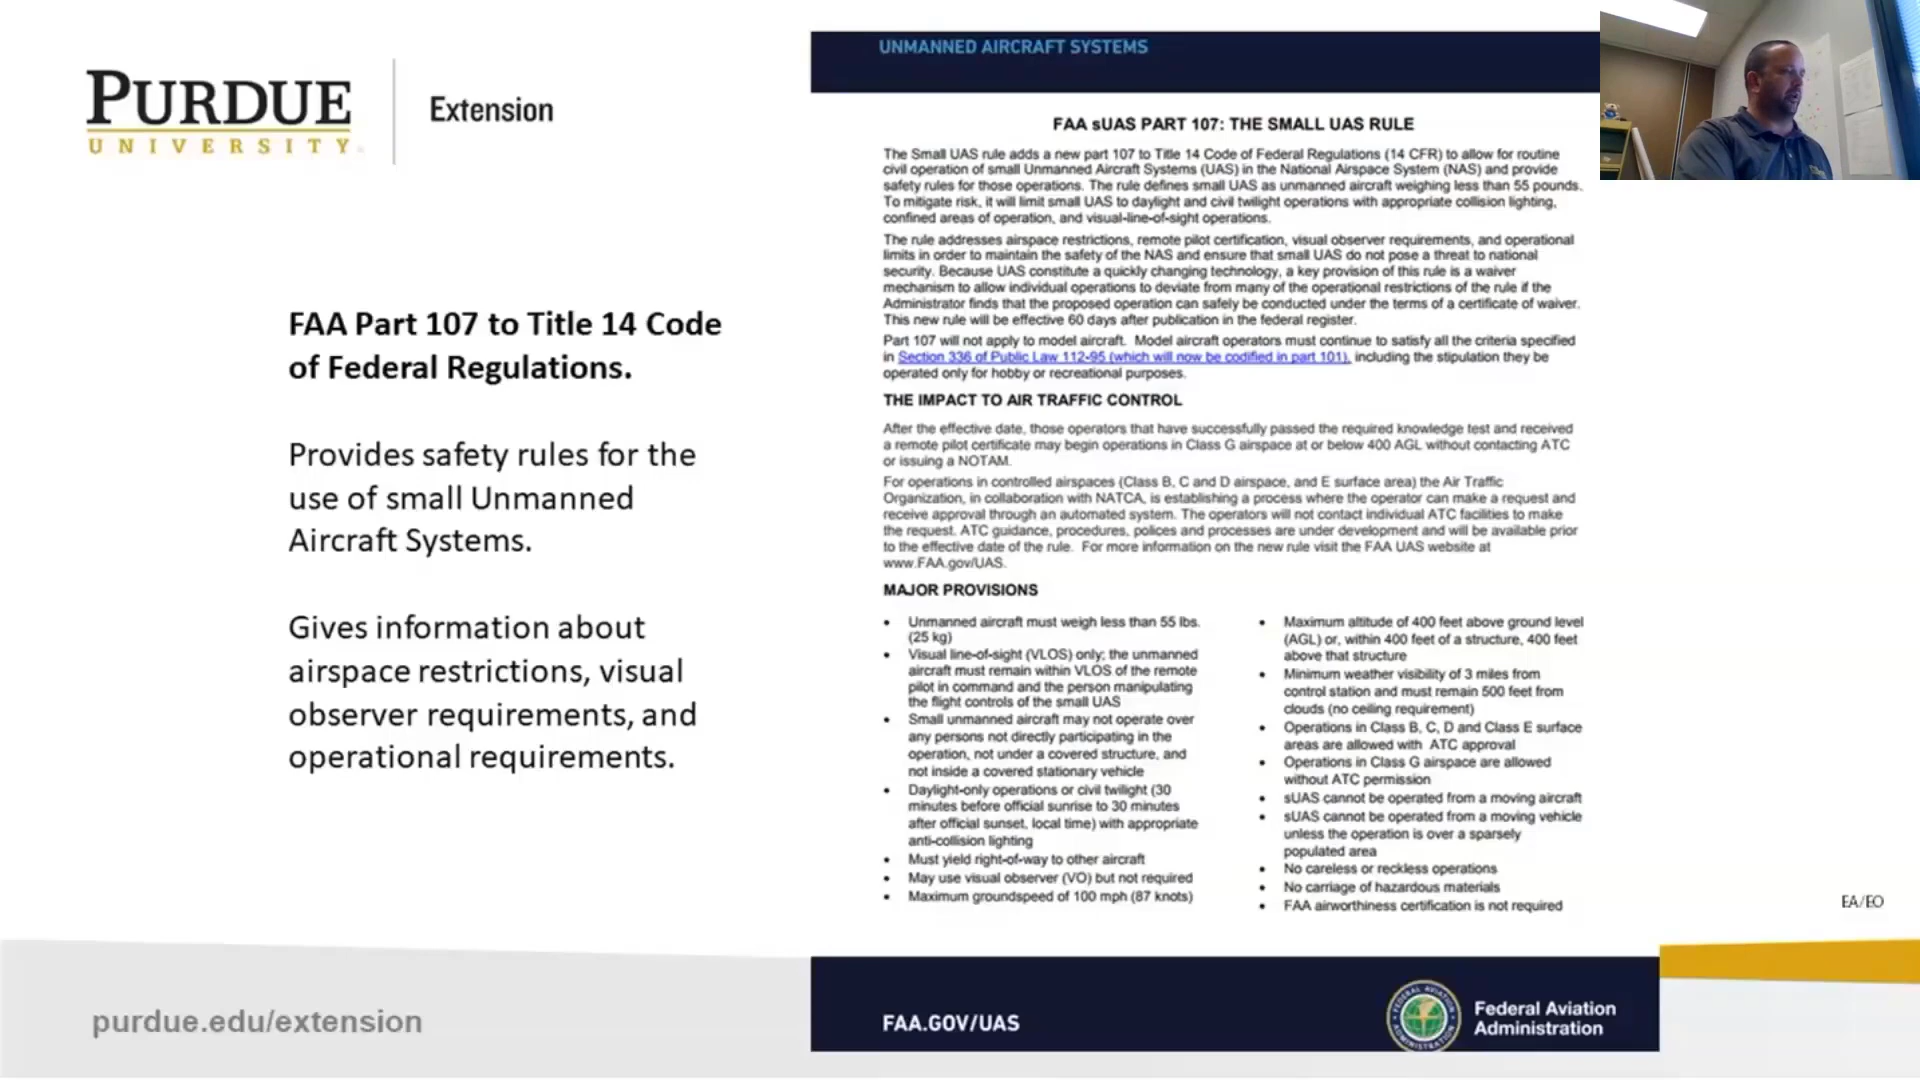 PURDUE
UNIVERSITY
Extension
FAA Part 107 to Title 14 Code
of Federal Regulations.
Provides safety rules for the
use of small Unmanned
Aircraft Systems.
Gives information about
airspace restrictions, visual
observer requirements, and
operational requirements.
purdue.edu/extension
UNMANNED AIRCRAFT SYSTEMS
FAA sUAS PART 107: THE SMALL UAS RULE
The Small UAS rule adds a new part 107 to Title 14 Code of Federal Regulations (14 CFR) to allow for routine
civil operation of small Unmanned Aircraft Systems (UAS) in the National Airspace System (NAS) and provide
safety rules for those operations. The rule defines small UAS as unmanned aircraft weighing less than 55 pounds.
To mitigate risk, it will limit small UAS to daylight and civil twilight operations with appropriate collision lighting,
confined areas of operation, and visual-line-of-sight operations.
The rule addresses airspace restrictions, remote pilot certification, visual observer requirements, and operational
limits in order to maintain the safety of the NAS and ensure that small UAS do not pose a threat to national
security. Because UAS constitute a quickly changing technology, a key provision of this rule is a waiver
mechanism to allow individual operations to deviate from many of the operational restrictions of the rule if the
Administrator finds that the proposed operation can safely be conducted under the terms of a certificate of waiver.
This new rule will be effective 60 days after publication in the federal register.
Part 107 will not apply to model aircraft. Model aircraft operators must continue to satisfy all the criteria specified
in Section 336 of Public Law 112-95 (which will now be codified in part 101), including the stipulation they be
operated only for hobby or recreational purposes.
THE IMPACT TO AIR TRAFFIC CONTROL
After the effective date, those operators that have successfully passed the required knowledge test and received
a remote pilot certificate may begin operations in Class G airspace at or below 400 AGL without contacting ATC
or issuing a NOTAM.
For operations in controlled airspaces (Class B, C and D airspace, and E surface area) the Air Traffic
Organization, in collaboration with NATCA, is establishing a process where the operator can make a request and
receive approval through an automated system. The operators will not contact individual ATC facilities to make
the request. ATC guidance, procedures, polices and processes are under development and will be available prior
to the effective date of the rule. For more information on the new rule visit the FAA UAS website at
www.FAA.gov/UAS.
MAJOR PROVISIONS
• Unmanned aircraft must weigh less than 55 lbs.
(25 kg)
• Visual line-of-sight (VLOS) only; the unmanned
aircraft must remain within VLOS of the remote
pilot in command and the person manipulating
the flight controls of the small UAS
• Small unmanned aircraft may not operate over
any persons not directly participating in the
operation, not under a covered structure, and
not inside a covered stationary vehicle
• Daylight-only operations or civil twilight (30
minutes before official sunrise to 30 minutes
after official sunset, local time) with appropriate
anti-collision lighting
• Must yield right-of-way to other aircraft
• May use visual observer (VO) but not required
• Maximum groundspeed of 100 mph (87 knots)
• Maximum altitude of 400 feet above ground level
(AGL) or, within 400 feet of a structure, 400 feet
above that structure
• Minimum weather visibility of 3 miles from
control station and must remain 500 feet from
clouds (no ceiling requirement)
• Operations in Class B, C, D and Class E surface
areas are allowed with ATC approval
• Operations in Class G airspace are allowed
without ATC permission
• sUAS cannot be operated from a moving aircraft
• sUAS cannot be operated from a moving vehicle
unless the operation is over a sparsely
populated area
• No careless or reckless operations
• No carriage of hazardous materials
• FAA airworthiness certification is not required
EA/EO
FAA.GOV/UAS
FEDERAL AVIATION
ADMINISTRATION
Federal Aviation
Administration